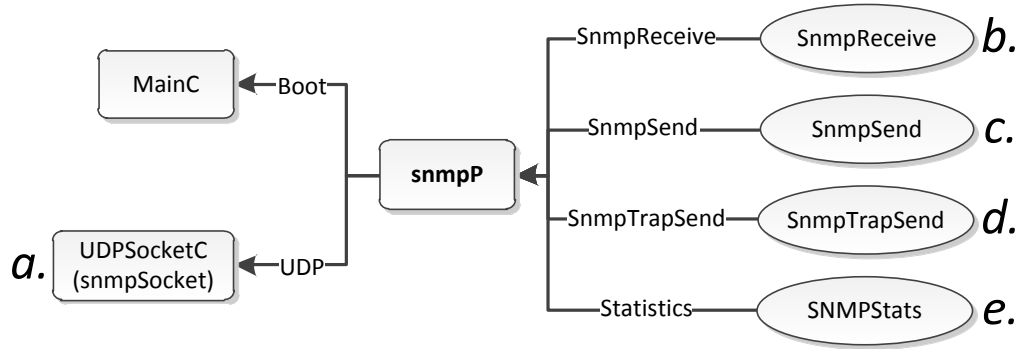 SnmpReceive
SnmpReceive
b.
MainC
Boot
SnmpSend
SnmpSend
c.
snmpP
SnmpTrapSend
SnmpTrapSend
d.
a.
UDPSocketC
(snmpSocket)
UDP
Statistics
SNMPStats
e.